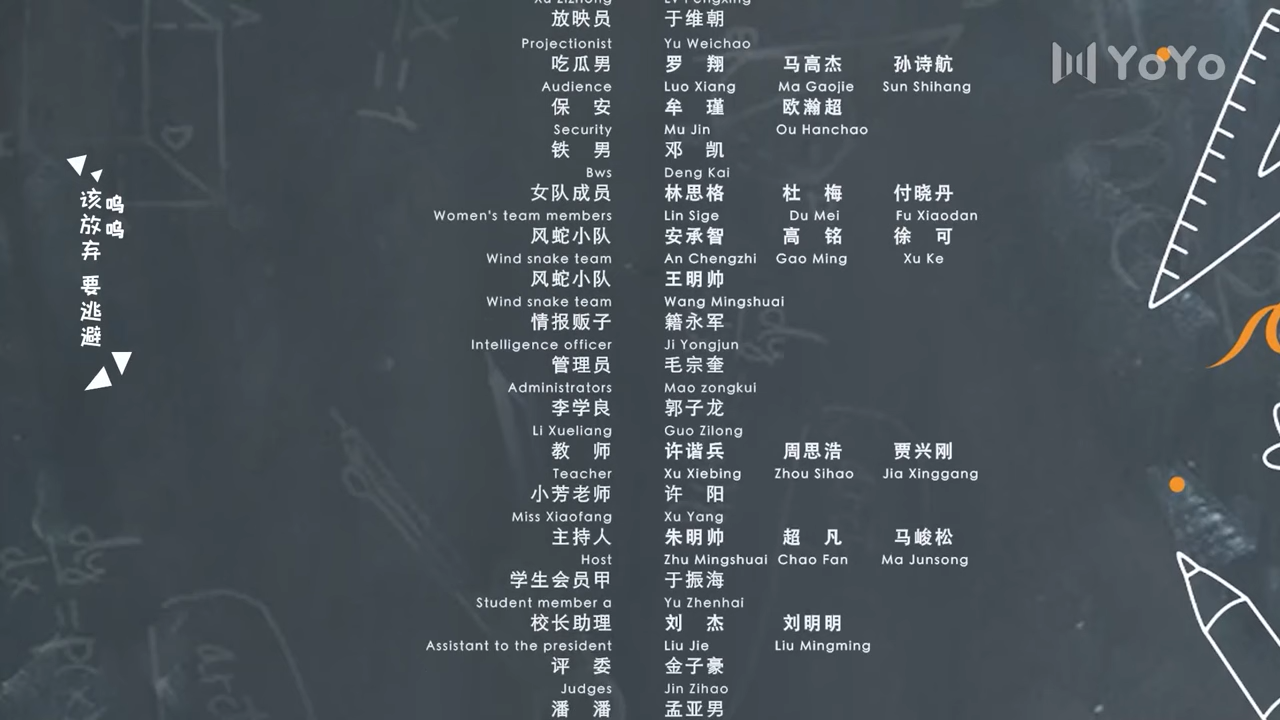 Xu Zizhong Lv Pengxing
放映员 于维朝
Projectionist Yu Weichao
吃瓜男 罗 翔 马高杰 孙诗航
Audience Luo Xiang Ma Gaojie Sun Shihang
保 安 牟 瑾 欧瀚超
Security Mu Jin Ou Hanchao
铁 男 邓 凯
Bws Deng Kai
女队成员 林思格 杜 梅 付晓丹
Women's team members Lin Sige Du Mei Fu Xiaodan
风蛇小队 安承智 高 铭 徐 可
Wind snake team An Chengzhi Gao Ming Xu Ke
风蛇小队 王明帅
Wind snake team Wang Mingshuai
情报贩子 籍永军
Intelligence officer Ji Yongjun
管理员 毛宗奎
Administrators Mao zongkui
李学良 郭子龙
Li Xueliang Guo Zilong
教 师 许谐兵 周思浩 贾兴刚
Teacher Xu Xiebing Zhou Sihao Jia Xinggang
小芳老师 许 阳
Miss Xiaofang Xu Yang
主持人 朱明帅 超 凡 马峻松
Host Zhu Mingshuai Chao Fan Ma Junsong
学生会员甲 于振海
Student member a Yu Zhenhai
校长助理 刘 杰 刘明明
Assistant to the president Liu Jie Liu Mingming
评 委 金子豪
Judges Jin Zihao
潘 潘 孟亚男
呜呜
该放弃 要逃避
YoYo